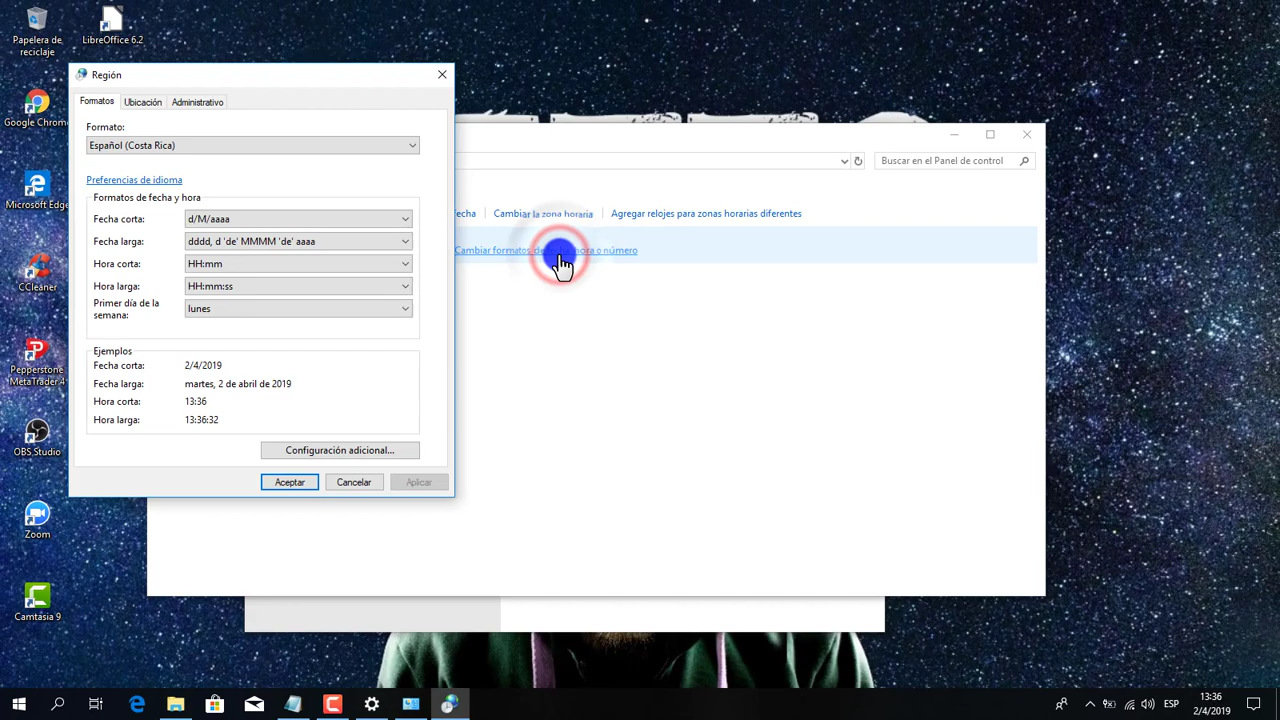 Papelera de
reciclaje
LibreOffice 6.2
Google Chrome
Microsoft Edge
CCleaner
Pepperstone
MetaTrader 4
OBS Studio
Zoom
Camtasia 9
Región
Formatos
Ubicación
Administrativo
Formato:
Español (Costa Rica)
Preferencias de idioma
Formatos de fecha y hora
Fecha corta:
d/M/aaaa
Fecha larga:
dddd, d 'de' MMMM 'de' aaaa
Hora corta:
HH:mm
Hora larga:
HH:mm:ss
Primer día de la
semana:
lunes
Ejemplos
Fecha corta:
2/4/2019
Fecha larga:
martes, 2 de abril de 2019
Hora corta:
13:36
Hora larga:
13:36:32
Configuración adicional...
Aceptar
Cancelar
Aplicar
Buscar en el Panel de control
fecha
Cambiar la zona horaria
Agregar relojes para zonas horarias diferentes
Cambiar formatos de fecha, hora o número
ESP
13:36
2/4/2019